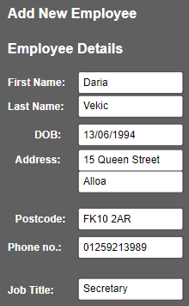 Add New Employee
Employee Details
First Name: Daria
Last Name: Vekic
DOB: 13/06/1994
Address: 15 Queen Street
Alloa
Postcode: FK10 2AR
Phone no.: 01259213989
Job Title: Secretary